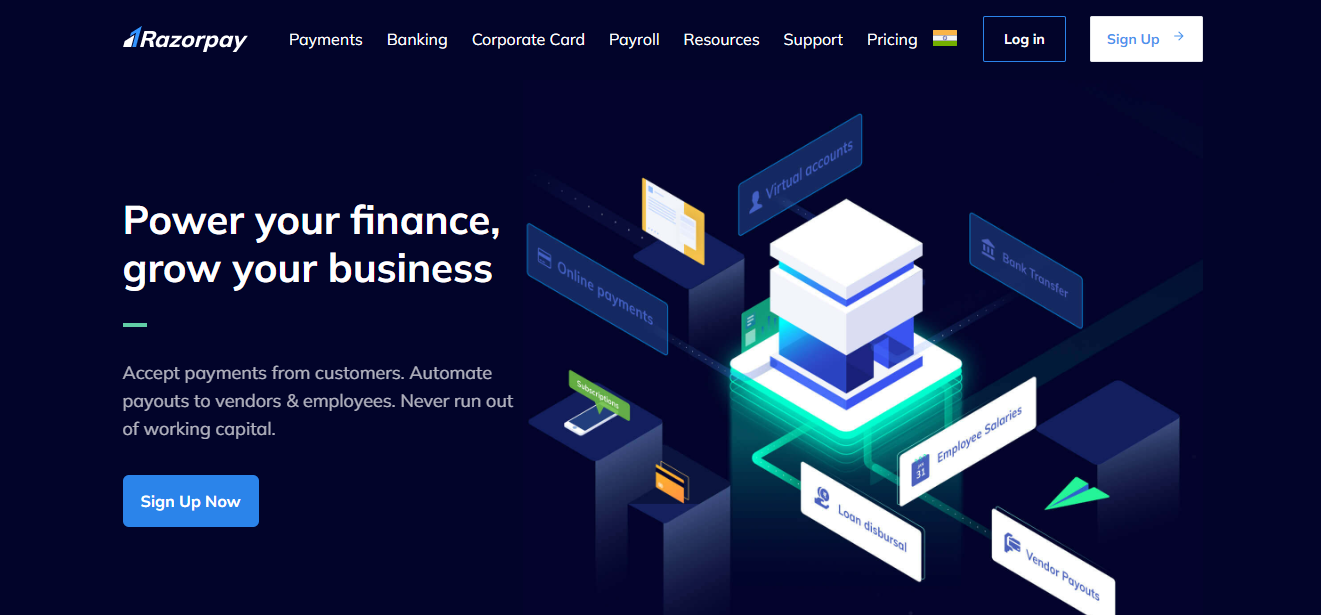 Razorpay
Payments
Banking
Corporate Card
Payroll
Resources
Support
Pricing
Log in
Sign Up
Power your finance,
grow your business
Accept payments from customers. Automate
payouts to vendors & employees. Never run out
of working capital.
Sign Up Now
Virtual accounts
Online payments
Bank Transfer
Subscriptions
Employee Salaries
31
Loan disbursal
Vendor Payouts